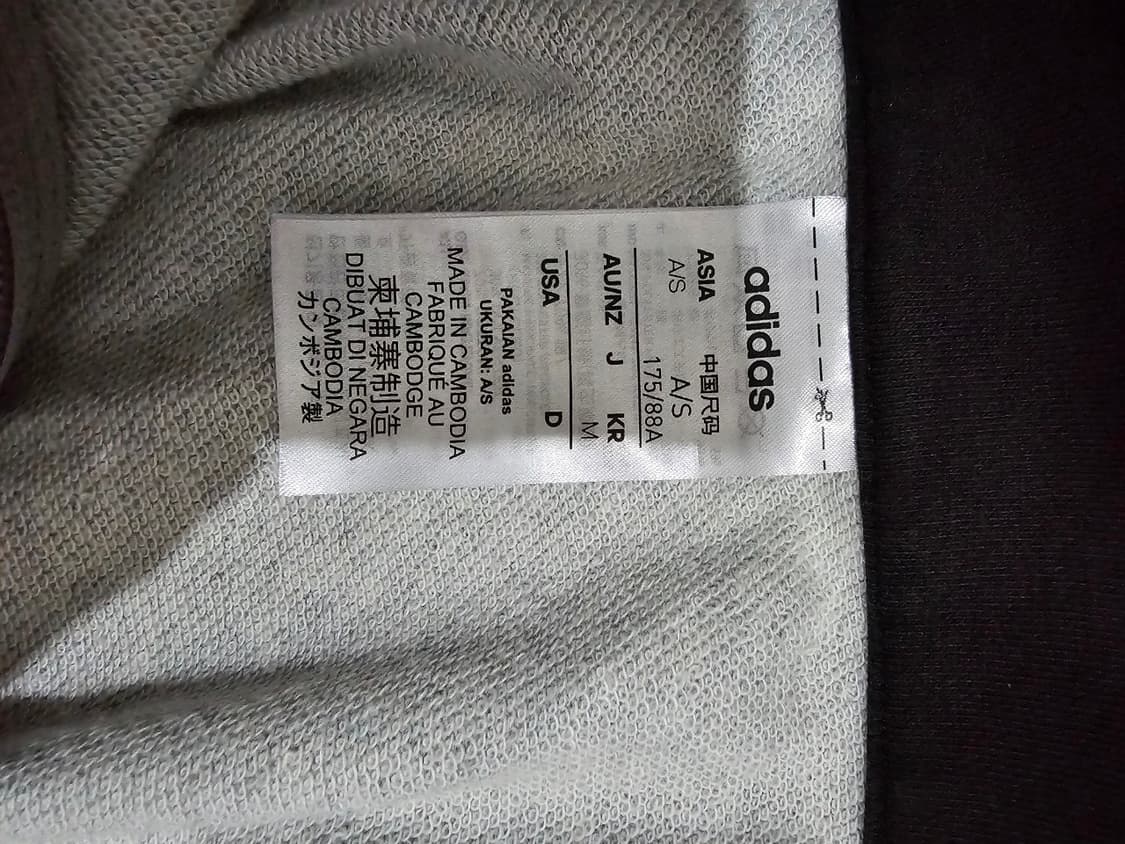 adidas
ASIA 中国尺码
A/S A/S
175/88A
AU/NZ J KR
M
USA D
PAKAIAN adidas
UKURAN: A/S
MADE IN CAMBODIA
FABRIQUÉ AU
CAMBODGE
柬埔寨制造
DIBUAT DI NEGARA
CAMBODIA
カンボジア製